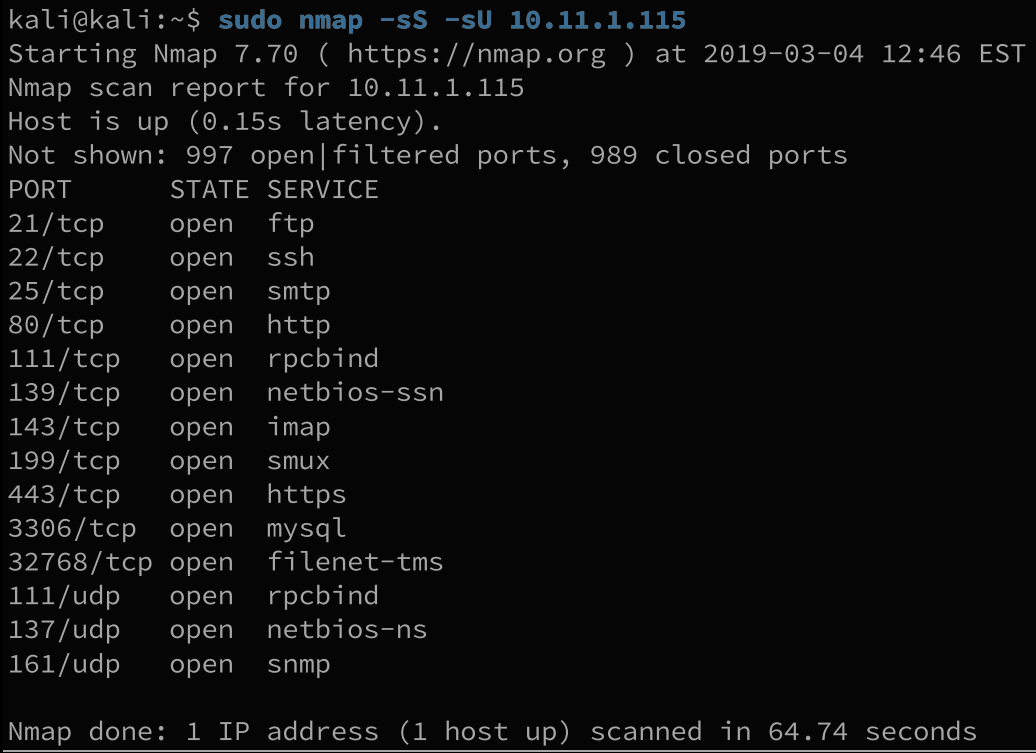 kali@kali:~$ sudo nmap -sS -sU 10.11.1.115
Starting Nmap 7.70 ( https://nmap.org ) at 2019-03-04 12:46 EST
Nmap scan report for 10.11.1.115
Host is up (0.15s latency).
Not shown: 997 open|filtered ports, 989 closed ports
PORT      STATE SERVICE
21/tcp    open  ftp
22/tcp    open  ssh
25/tcp    open  smtp
80/tcp    open  http
111/tcp   open  rpcbind
139/tcp   open  netbios-ssn
143/tcp   open  imap
199/tcp   open  smux
443/tcp   open  https
3306/tcp  open  mysql
32768/tcp open  filenet-tms
111/udp   open  rpcbind
137/udp   open  netbios-ns
161/udp   open  snmp
Nmap done: 1 IP address (1 host up) scanned in 64.74 seconds